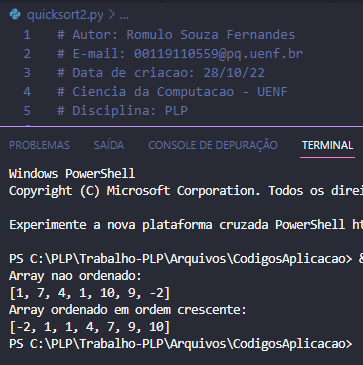 quicksort2.py > ...
1 # Autor: Romulo Souza Fernandes
2 # E-mail: 00119110559@pq.uenf.br
3 # Data de criacao: 28/10/22
4 # Ciencia da Computacao - UENF
5 # Disciplina: PLP
PROBLEMAS SAÍDA CONSOLE DE DEPURAÇÃO TERMINAL
Windows PowerShell
Copyright (C) Microsoft Corporation. Todos os direi
Experimente a nova plataforma cruzada PowerShell ht
PS C:\PLP\Trabalho-PLP\Arquivos\CodigosAplicacao> &
Array nao ordenado:
[1, 7, 4, 1, 10, 9, -2]
Array ordenado em ordem crescente:
[-2, 1, 1, 4, 7, 9, 10]
PS C:\PLP\Trabalho-PLP\Arquivos\CodigosAplicacao>